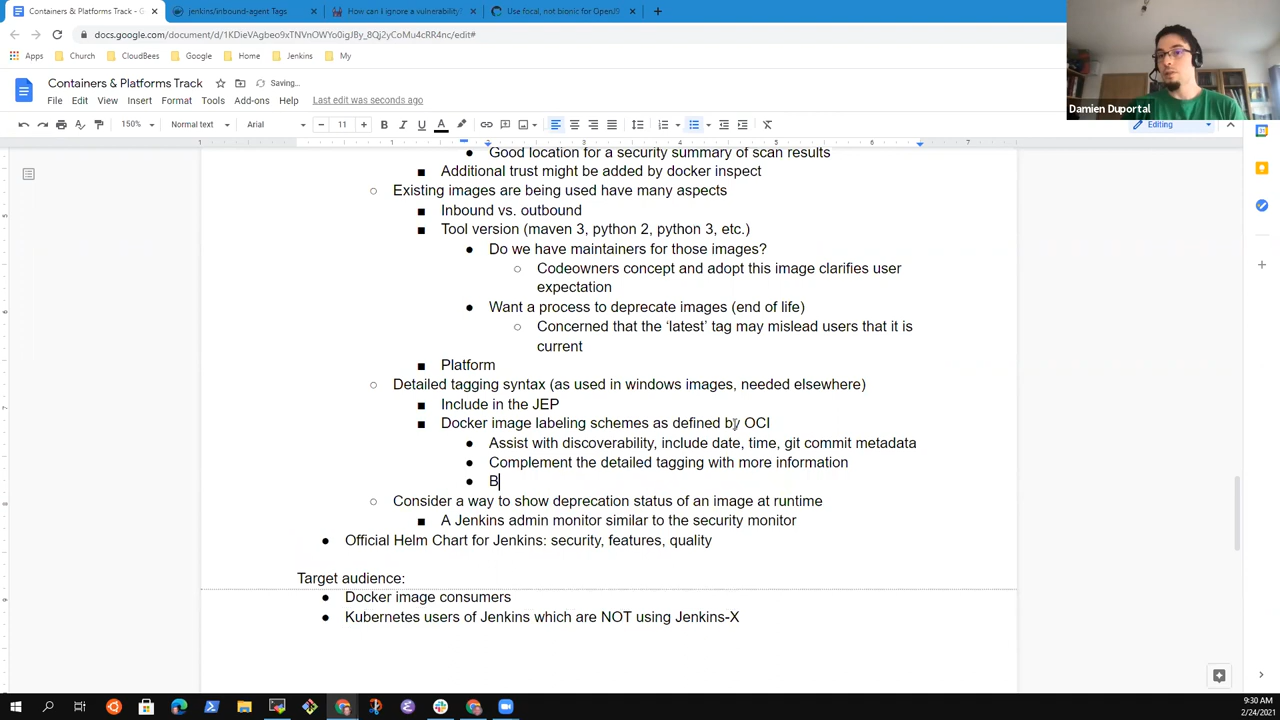 Containers & Platforms Track - G
jenkins/inbound-agent Tags
How can i ignore a vulnerability?
Use focal, not bionic for OpenJ9
docs.google.com/document/d/1KDieVAgbeo9xTNVnOWYo0igJ8y_8Qj2yCoMu4cRR4nc/edit#
Apps Church CloudBees Google Home Jenkins My
Containers & Platforms Track
Saving...
File Edit View Insert Format Tools Add-ons Help Last edit was seconds ago
Damien Duportal
150% Normal text Arial 11 Editing
Good location for a security summary of scan results
Additional trust might be added by docker inspect
Existing images are being used have many aspects
Inbound vs. outbound
Tool version (maven 3, python 2, python 3, etc.)
Do we have maintainers for those images?
Codeowners concept and adopt this image clarifies user
expectation
Want a process to deprecate images (end of life)
Concerned that the ‘latest’ tag may mislead users that it is
current
Platform
Detailed tagging syntax (as used in windows images, needed elsewhere)
Include in the JEP
Docker image labeling schemes as defined by OCI
Assist with discoverability, include date, time, git commit metadata
Complement the detailed tagging with more information
B
Consider a way to show deprecation status of an image at runtime
A Jenkins admin monitor similar to the security monitor
Official Helm Chart for Jenkins: security, features, quality
Target audience:
Docker image consumers
Kubernetes users of Jenkins which are NOT using Jenkins-X
9:30 AM
2/24/2021